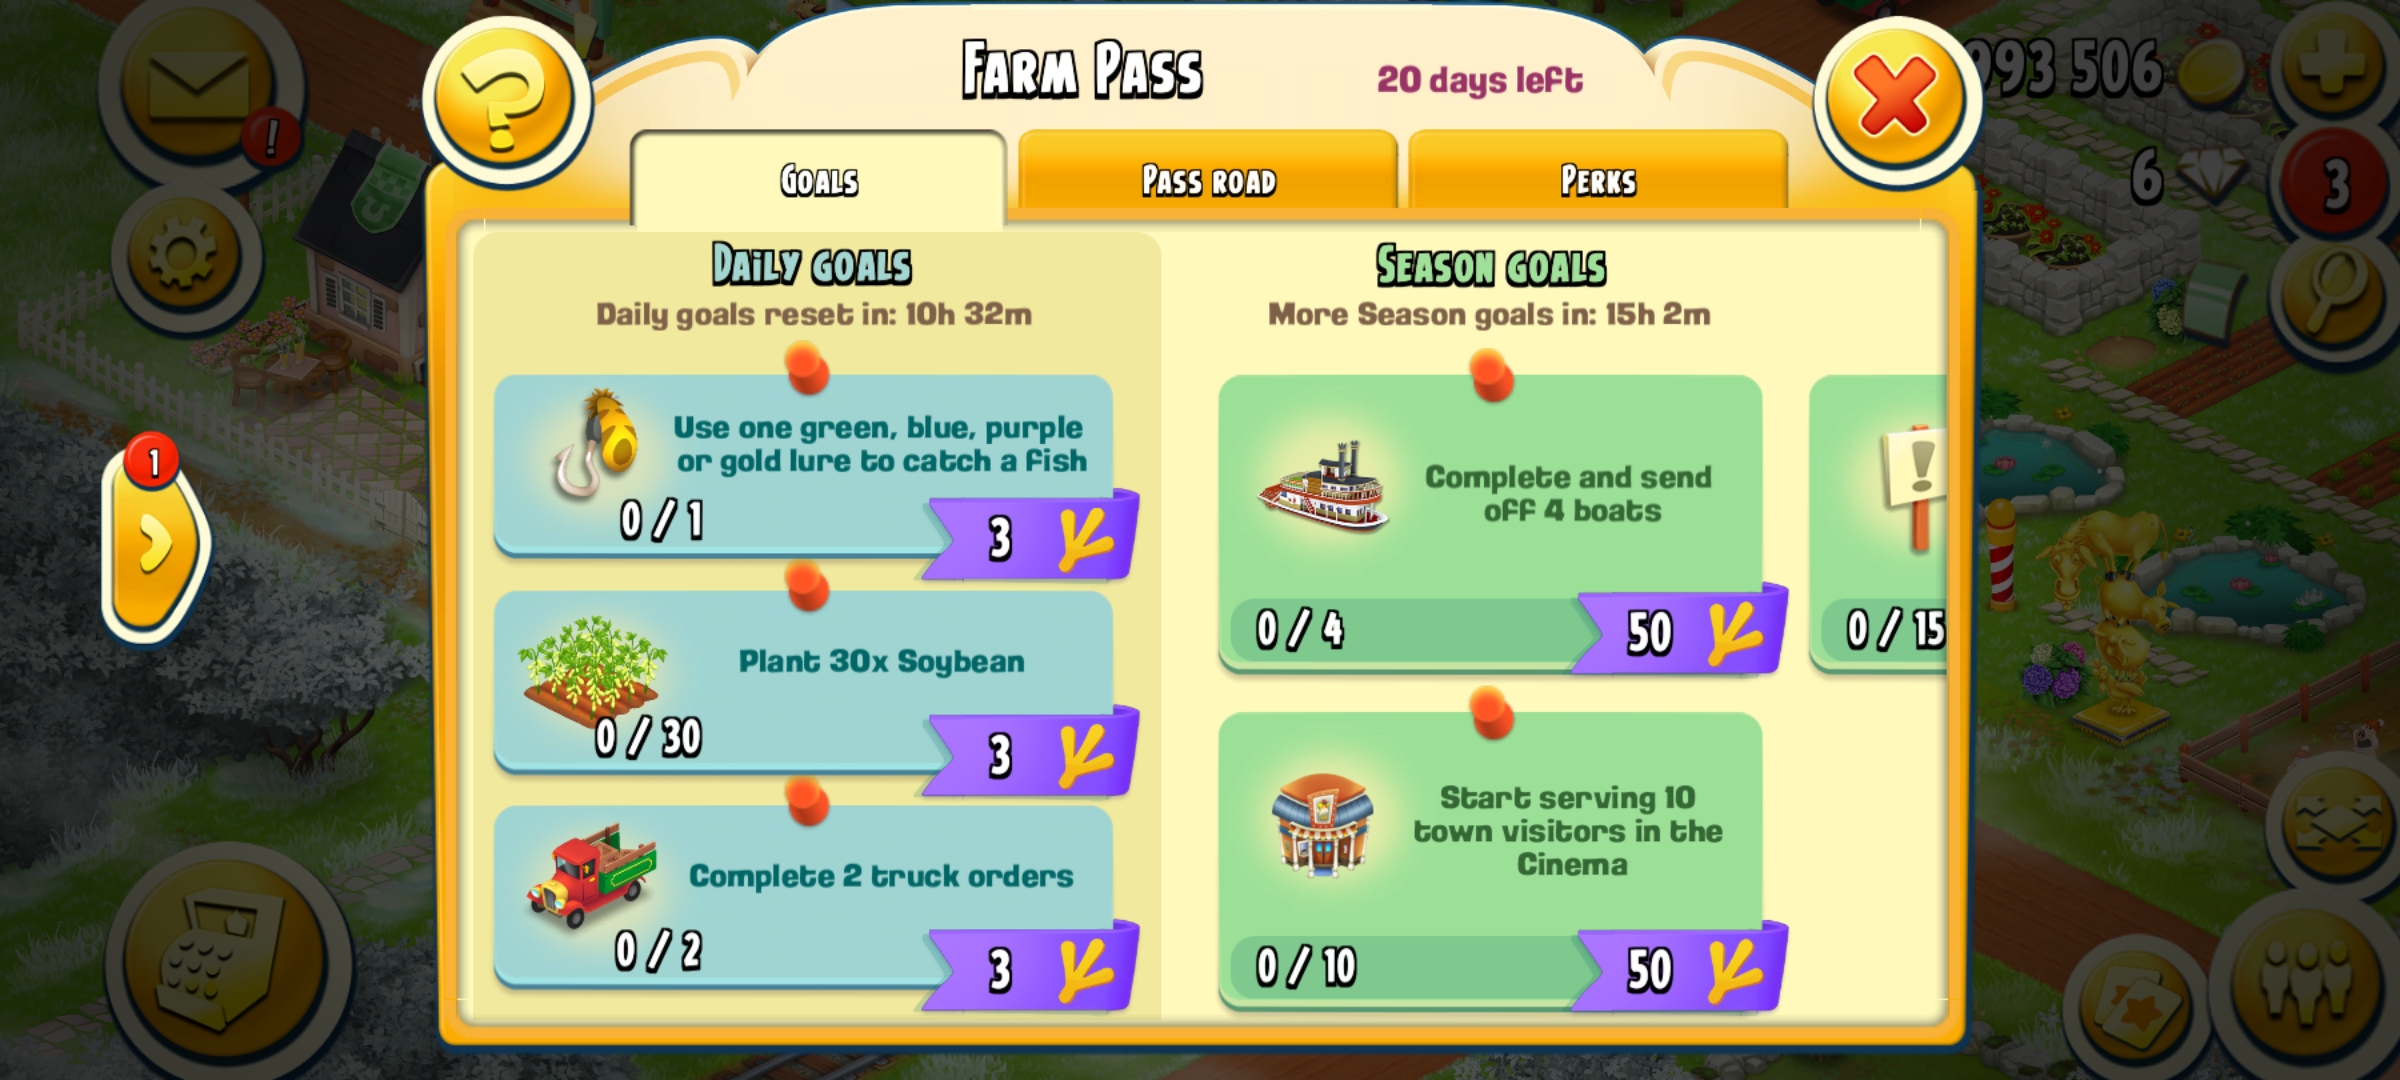 FARM PASS
20 days left
993 506
6
3
GOALS
PASS ROAD
PERKS
DAILY GOALS
Daily goals reset in: 10h 32m
Use one green, blue, purple
or gold lure to catch a fish
0 / 1
3
Plant 30x Soybean
0 / 30
3
Complete 2 truck orders
0 / 2
3
SEASON GOALS
More Season goals in: 15h 2m
Complete and send
off 4 boats
0 / 4
50
Start serving 10
town visitors in the
Cinema
0 / 10
50
!
0 / 15
1
!
?